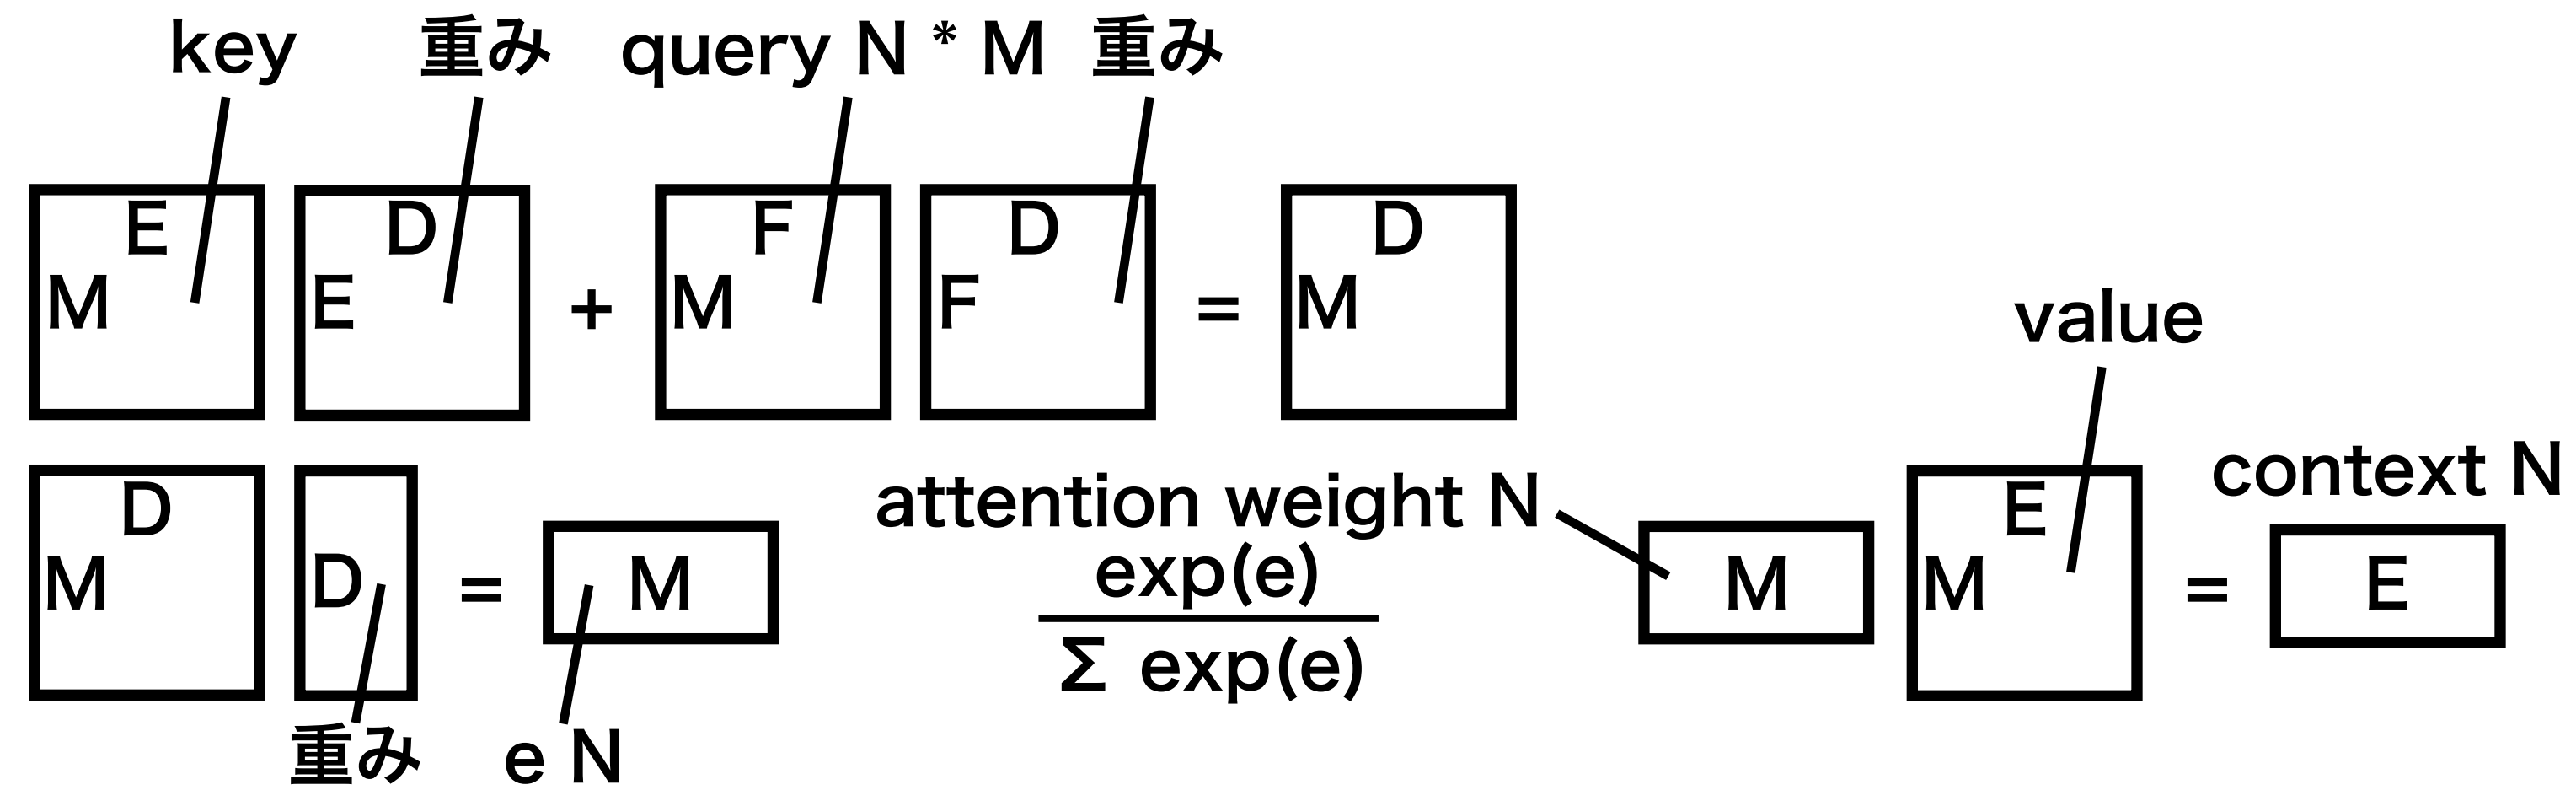 key 重み query N * M 重み
E D F D D
M E + M F = M
value
D attention weight N E context N
M D = M exp(e) M M = E
Σ exp(e)
重み e N